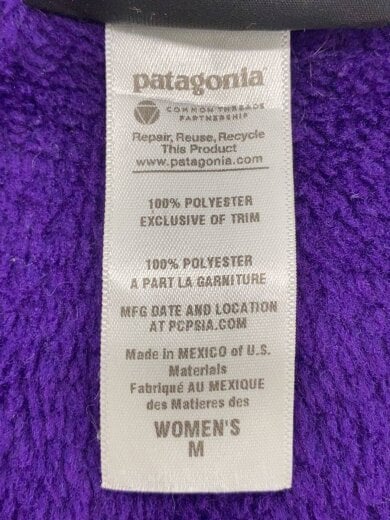 patagonia®
COMMON THREADS
PARTNERSHIP
Repair, Reuse, Recycle
This Product
www.patagonia.com
100% POLYESTER
EXCLUSIVE OF TRIM
100% POLYESTER
A PART LA GARNITURE
MFG DATE AND LOCATION
AT PCPSIA.COM
Made in MEXICO of U.S.
Materials
Fabriqué AU MEXIQUE
des Matieres des
WOMEN'S
M